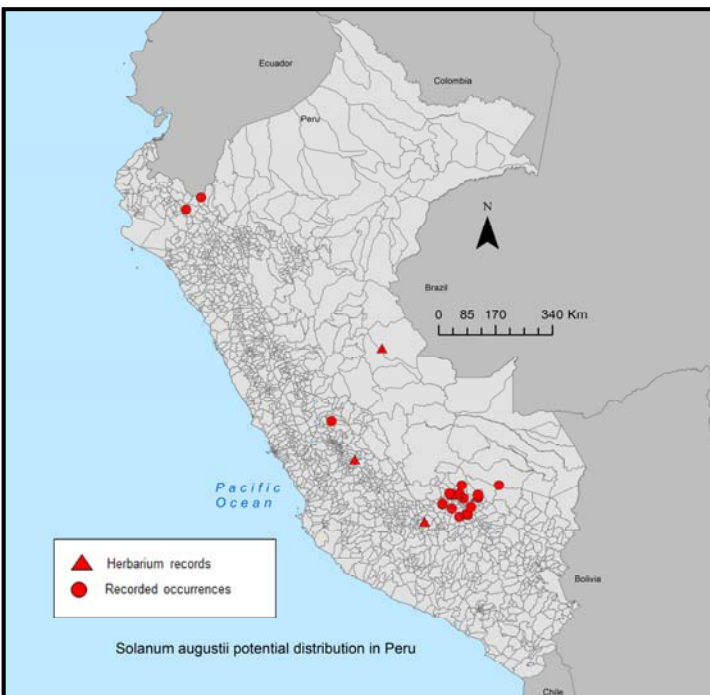 Ecuador
Colombia
Peru
N
Brazil
0 85 170 340 Km
Pacific
Ocean
Herbarium records
Recorded occurrences
Bolivia
Solanum augustii potential distribution in Peru
Chile